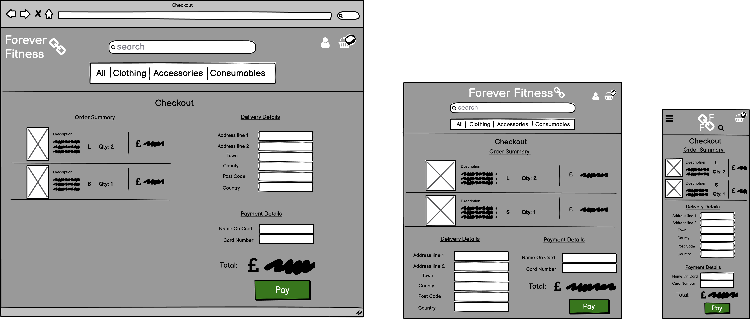 Checkout
Forever
Fitness
search
All | Clothing | Accessories | Consumables
Checkout
Order Summary
Description
L Qty: 2 £
Description
S Qty: 1 £
Delivery Details
Address line 1
Address line 2
Town
County
Post Code
Country
Payment Details
Name On Card
Card Number
Total: £
Pay
Forever Fitness
search
All | Clothing | Accessories | Consumables
Checkout
Order Summary
Description
L Qty: 2 £
Description
S Qty: 1 £
Delivery Details
Address line 1
Address line 2
Town
County
Post Code
Country
Payment Details
Name On Card
Card Number
Total: £
Pay
F
F
Checkout
Order Summary
Description
Qty: 2 £
Description
S
Qty: 1 £
Delivery Details
Address line 1
Address line 2
Town
County
Post Code
Country
Payment Details
Name On Card
Card Number
Total: £
Pay